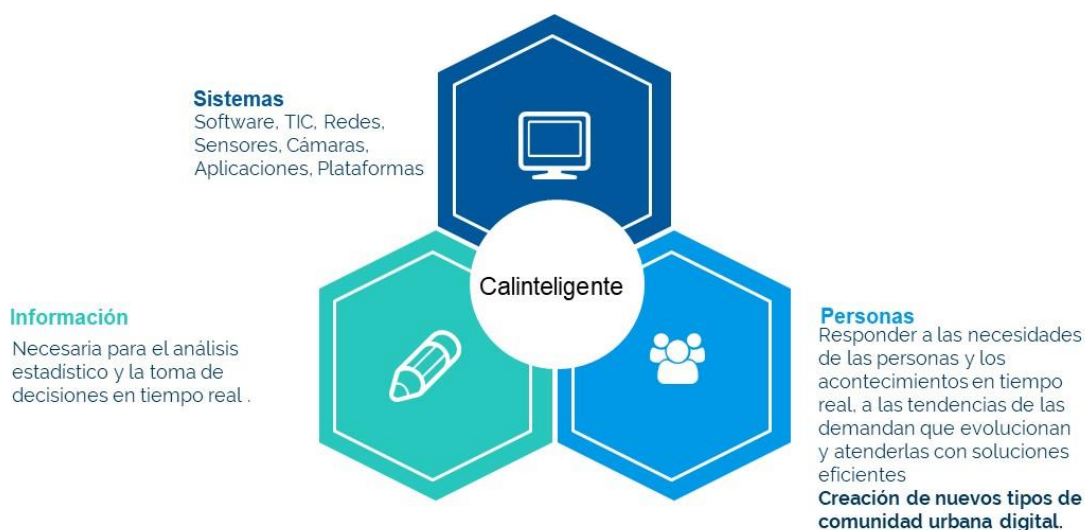 Sistemas
Software, TIC, Redes,
Sensores, Cámaras,
Aplicaciones, Plataformas
Calinteligente
Información
Necesaria para el análisis
estadístico y la toma de
decisiones en tiempo real .
Personas
Responder a las necesidades
de las personas y los
acontecimientos en tiempo
real, a las tendencias de las
demandan que evolucionan
y atenderlas con soluciones
eficientes
Creación de nuevos tipos de
comunidad urbana digital.